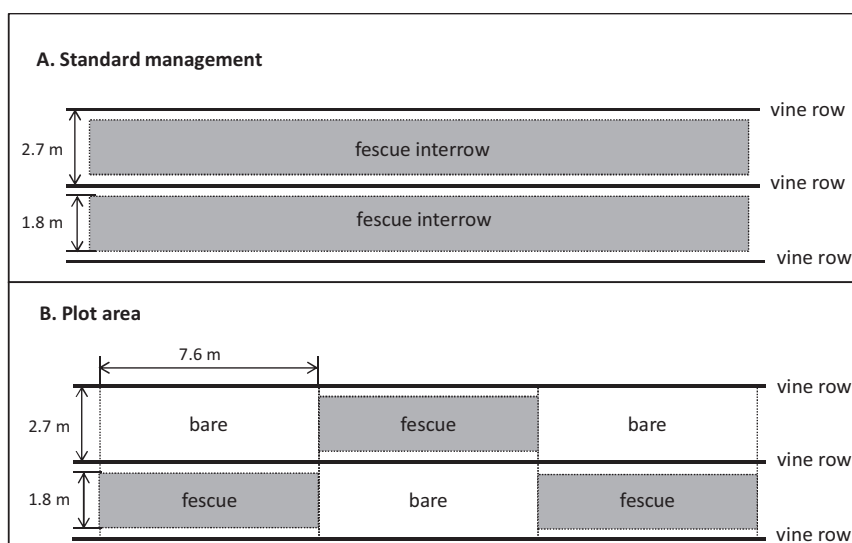 A. Standard management
vine row
2.7 m
fescue interrow
vine row
1.8 m
fescue interrow
vine row
B. Plot area
7.6 m
vine row
2.7 m
bare
fescue
bare
vine row
1.8 m
fescue
bare
fescue
vine row